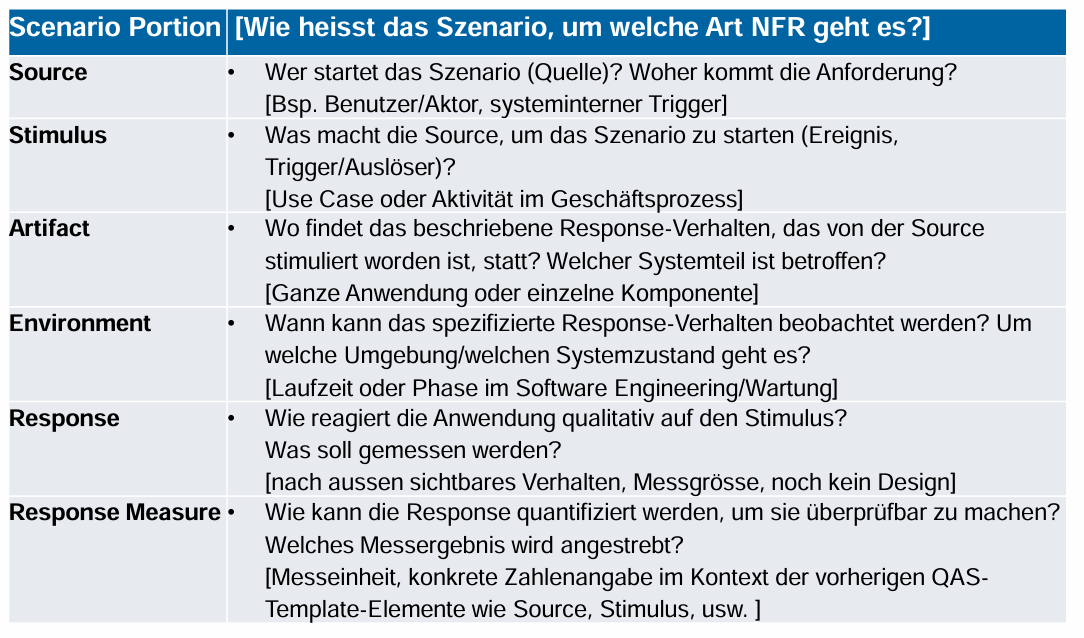 Scenario Portion [Wie heisst das Szenario, um welche Art NFR geht es?]
Source • Wer startet das Szenario (Quelle)? Woher kommt die Anforderung?
[Bsp. Benutzer/Aktor, systeminterner Trigger]
Stimulus • Was macht die Source, um das Szenario zu starten (Ereignis,
Trigger/Auslöser)?
[Use Case oder Aktivität im Geschäftsprozess]
Artifact • Wo findet das beschriebene Response-Verhalten, das von der Source
stimuliert worden ist, statt? Welcher Systemteil ist betroffen?
[Ganze Anwendung oder einzelne Komponente]
Environment • Wann kann das spezifizierte Response-Verhalten beobachtet werden? Um
welche Umgebung/welchen Systemzustand geht es?
[Laufzeit oder Phase im Software Engineering/Wartung]
Response • Wie reagiert die Anwendung qualitativ auf den Stimulus?
Was soll gemessen werden?
[nach aussen sichtbares Verhalten, Messgrösse, noch kein Design]
Response Measure • Wie kann die Response quantifiziert werden, um sie überprüfbar zu machen?
Welches Messergebnis wird angestrebt?
[Messeinheit, konkrete Zahlenangabe im Kontext der vorherigen QAS-
Template-Elemente wie Source, Stimulus, usw. ]